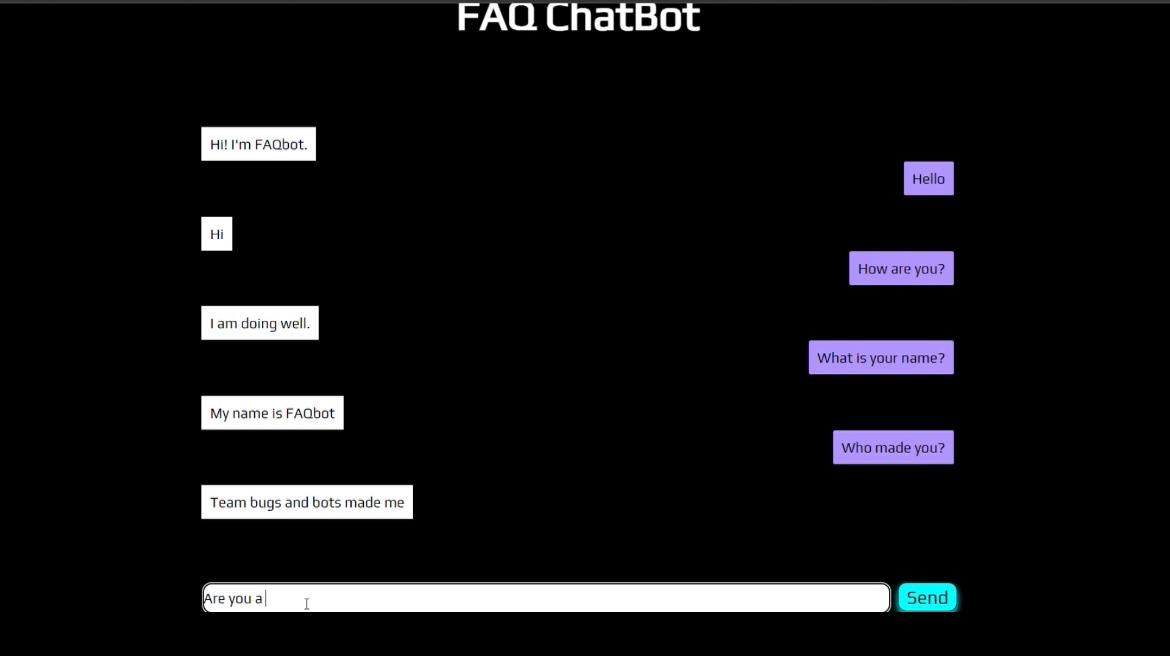 FAQ ChatBot
Hi! I'm FAQbot.
Hello
Hi
How are you?
I am doing well.
What is your name?
My name is FAQbot
Who made you?
Team bugs and bots made me
Are you a
Send